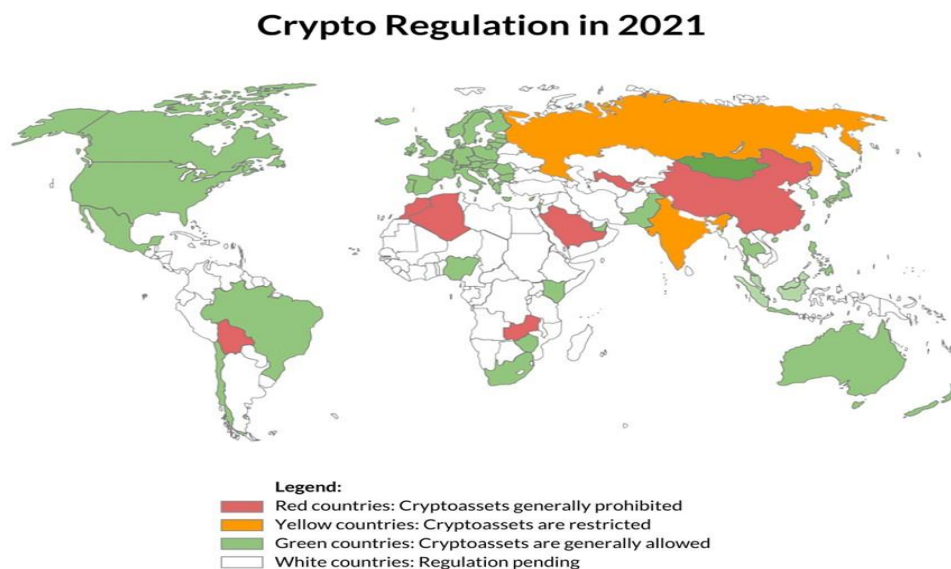 Crypto Regulation in 2021
Legend:
Red countries: Cryptoassets generally prohibited
Yellow countries: Cryptoassets are restricted
Green countries: Cryptoassets are generally allowed
White countries: Regulation pending